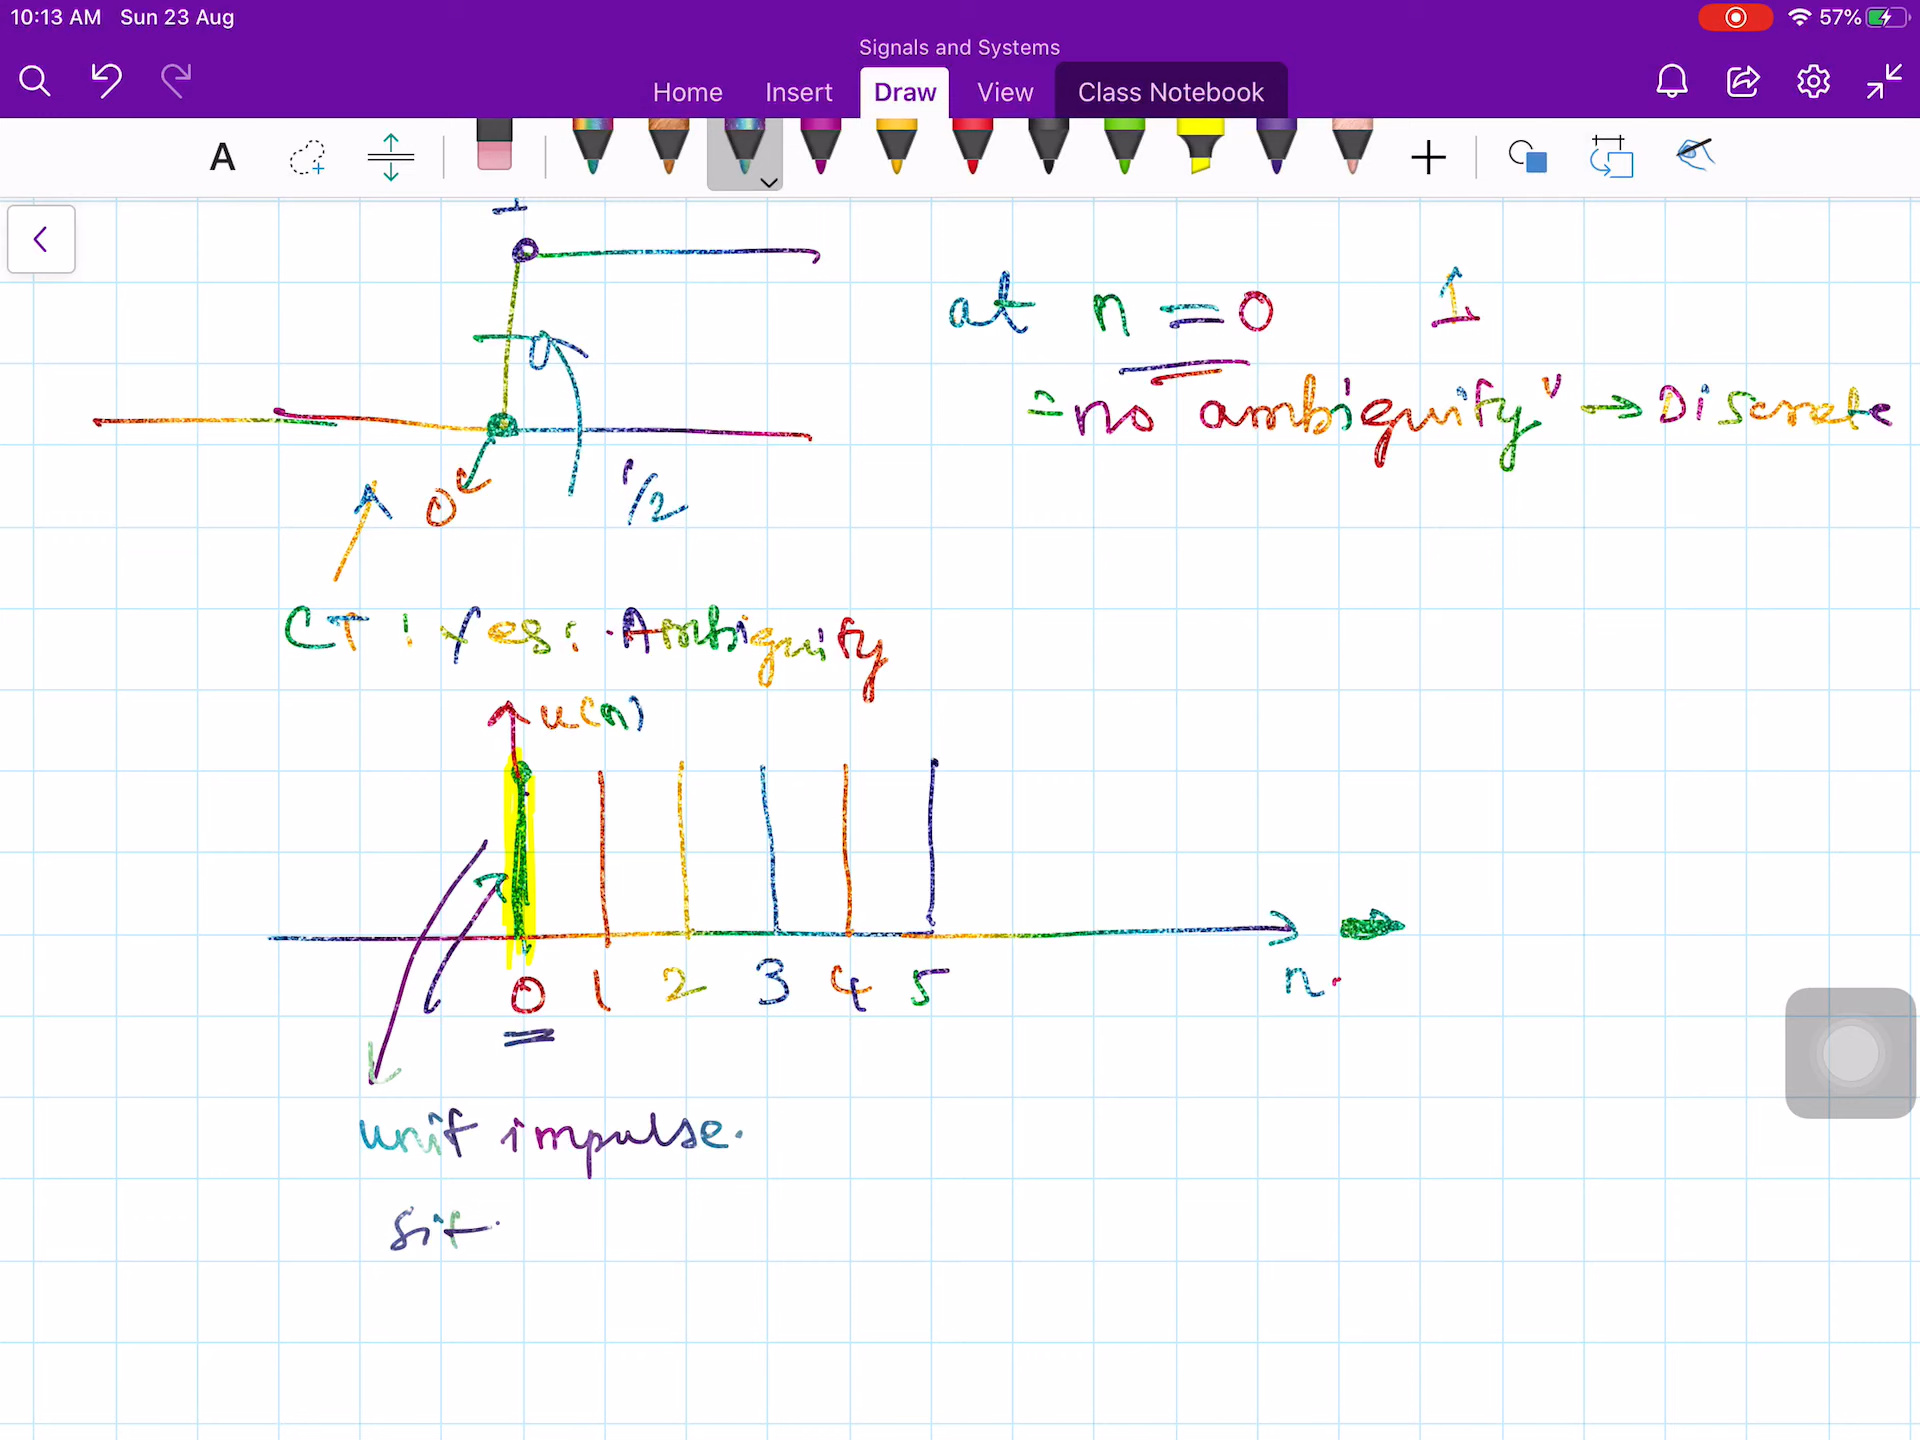 10:13 AM Sun 23 Aug
57%
Signals and Systems
Home Insert Draw View Class Notebook
A
1
at n = 0 1
= no ambiguity" → Discrete
0
1/2
CT : Yes : Ambiguity
u(n)
0 1 2 3 4 5 n.
unit impulse.